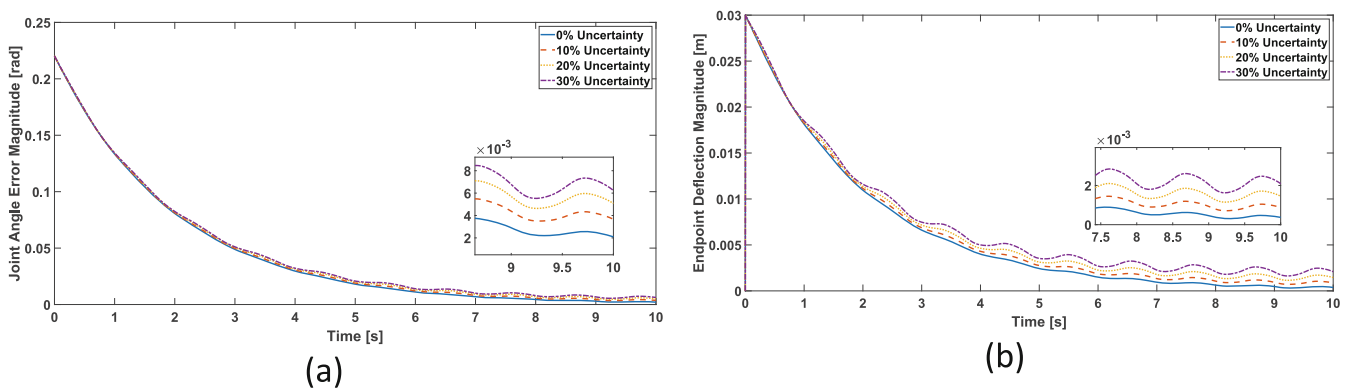 0.25
0.2
0.15
0.1
0.05
0
Joint Angle Error Magnitude [rad]
0% Uncertainty
10% Uncertainty
20% Uncertainty
30% Uncertainty
×10⁻³
8
6
4
2
9
9.5
10
0 1 2 3 4 5 6 7 8 9 10
Time [s]
(a)
0.03
0.025
0.02
0.015
0.01
0.005
0
Endpoint Deflection Magnitude [m]
0% Uncertainty
10% Uncertainty
20% Uncertainty
30% Uncertainty
×10⁻³
2
0
7.5 8 8.5 9 9.5 10
0 1 2 3 4 5 6 7 8 9 10
Time [s]
(b)